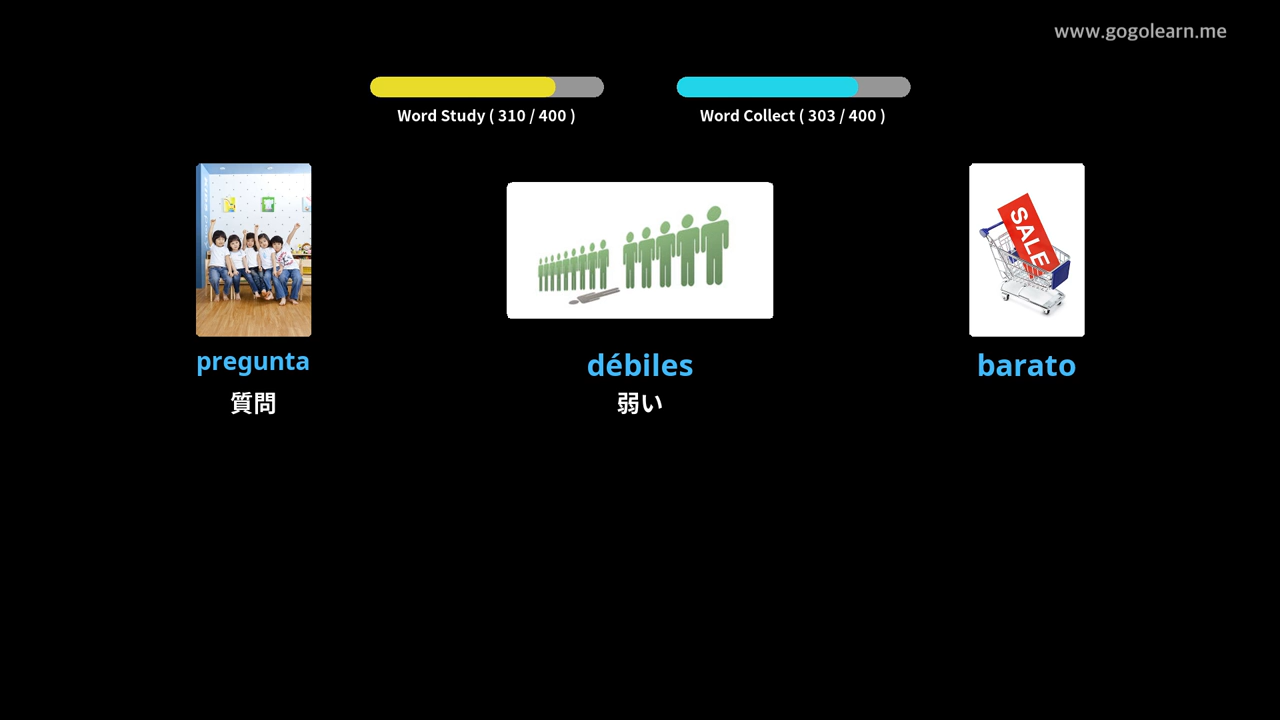 www.gogolearn.me
Word Study ( 310 / 400 )
Word Collect ( 303 / 400 )
SALE
pregunta
débiles
barato
質問
弱い